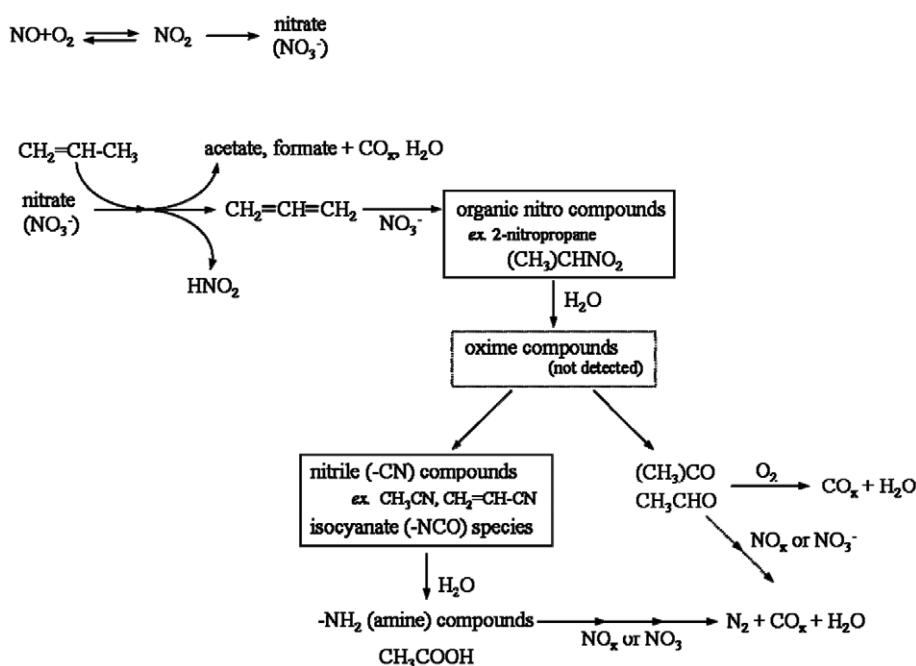 NO+O₂ ⇌ NO₂ → nitrate
(NO₃⁻)
CH₂=CH-CH₃
acetate, formate + COₓ, H₂O
nitrate
(NO₃⁻)
CH₂=CH=CH₂
NO₃⁻
HNO₂
organic nitro compounds
ex. 2-nitropropane
(CH₃)CHNO₂
H₂O
oxime compounds
(not detected)
nitrile (-CN) compounds
ex. CH₃CN, CH₂=CH-CN
isocyanate (-NCO) species
(CH₃)CO
CH₃CHO
O₂
COₓ + H₂O
NOₓ or NO₃⁻
H₂O
-NH₂ (amine) compounds
CH₃COOH
NOₓ or NO₃
N₂ + COₓ + H₂O